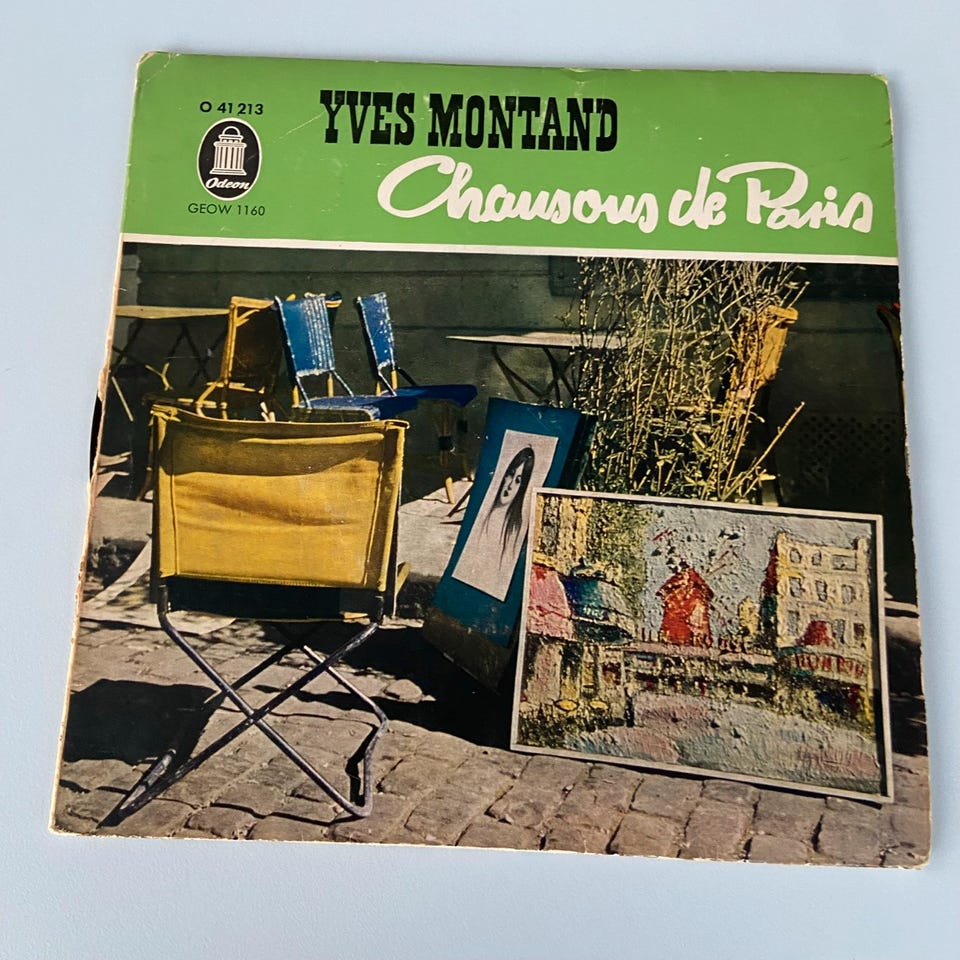 O 41 213
YVES MONTAND
Chansons de Paris
Odeon
GEOW 1160